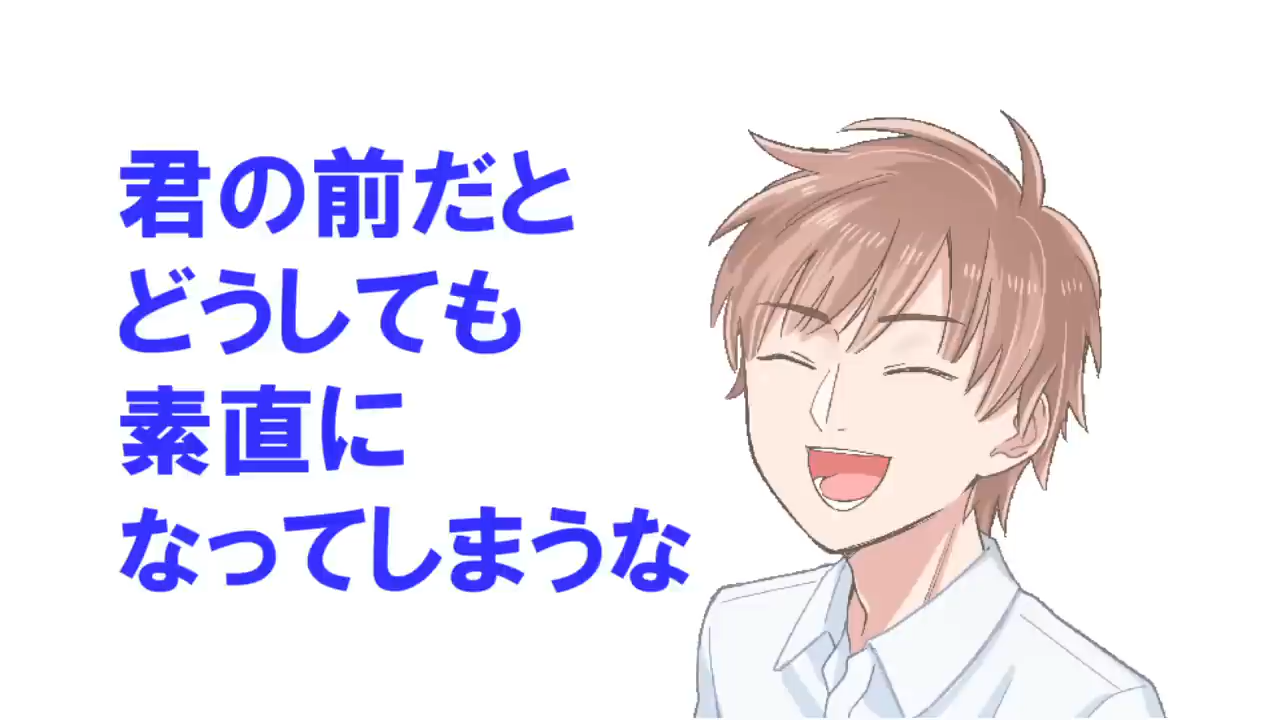 君の前だと
どうしても
素直に
なってしまうな